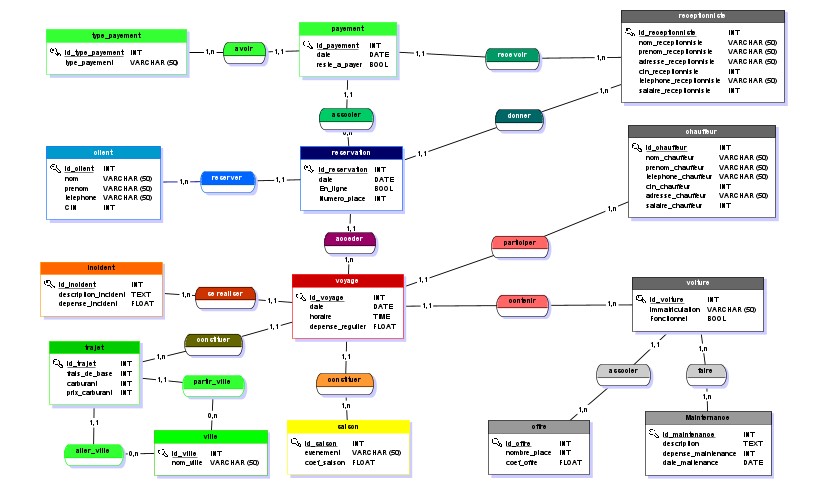 type_payement
Id_type_payement INT
type_payement VARCHAR (50)
1,n
avoir
1,1
payement
Id_payement INT
date DATE
reste_a_payer BOOL
1,1
recevoir
1,n
receptionniste
Id_receptionniste INT
nom_receptionniste VARCHAR (50)
prenom_receptionniste VARCHAR (50)
adresse_receptionniste VARCHAR (50)
cin_receptionniste INT
telephone_receptionniste VARCHAR (50)
salaire_receptionniste INT
1,1
associer
0,n
1,n
donner
1,1
client
Id_client INT
nom VARCHAR (50)
prenom VARCHAR (50)
telephone VARCHAR (50)
CIN INT
1,n
reserver
1,1
reservation
Id_reservation INT
date DATE
En_ligne BOOL
Numero_place INT
chauffeur
Id_chauffeur INT
nom_chauffeur VARCHAR (50)
prenom_chauffeur VARCHAR (50)
telephone_chauffeur VARCHAR (50)
cin_chauffeur INT
adresse_chauffeur VARCHAR (50)
salaire_chauffeur INT
1,1
acceder
1,n
1,n
participer
1,1
incident
Id_incident INT
description_incident TEXT
depense_incident FLOAT
1,n
se realiser
1,1
voyage
Id_voyage INT
date DATE
horaire TIME
depense_regulier FLOAT
1,1
contenir
1,n
voiture
Id_voiture INT
immatriculation VARCHAR (50)
Fonctionnel BOOL
1,1
constituer
1,n
trajet
Id_trajet INT
frais_de_base INT
carburant INT
prix_carburant INT
1,1
partir_ville
0,n
1,1
aller_ville
0,n
ville
Id_ville INT
nom_ville VARCHAR (50)
1,1
constituer
1,n
saison
Id_saison INT
evenement VARCHAR (50)
coef_saison FLOAT
1,1
associer
1,n
offre
Id_offre INT
nombre_place INT
coef_offre FLOAT
1,n
faire
1,n
Maintenance
Id_maintenance INT
description TEXT
depense_maintenance INT
date_maitenance DATE